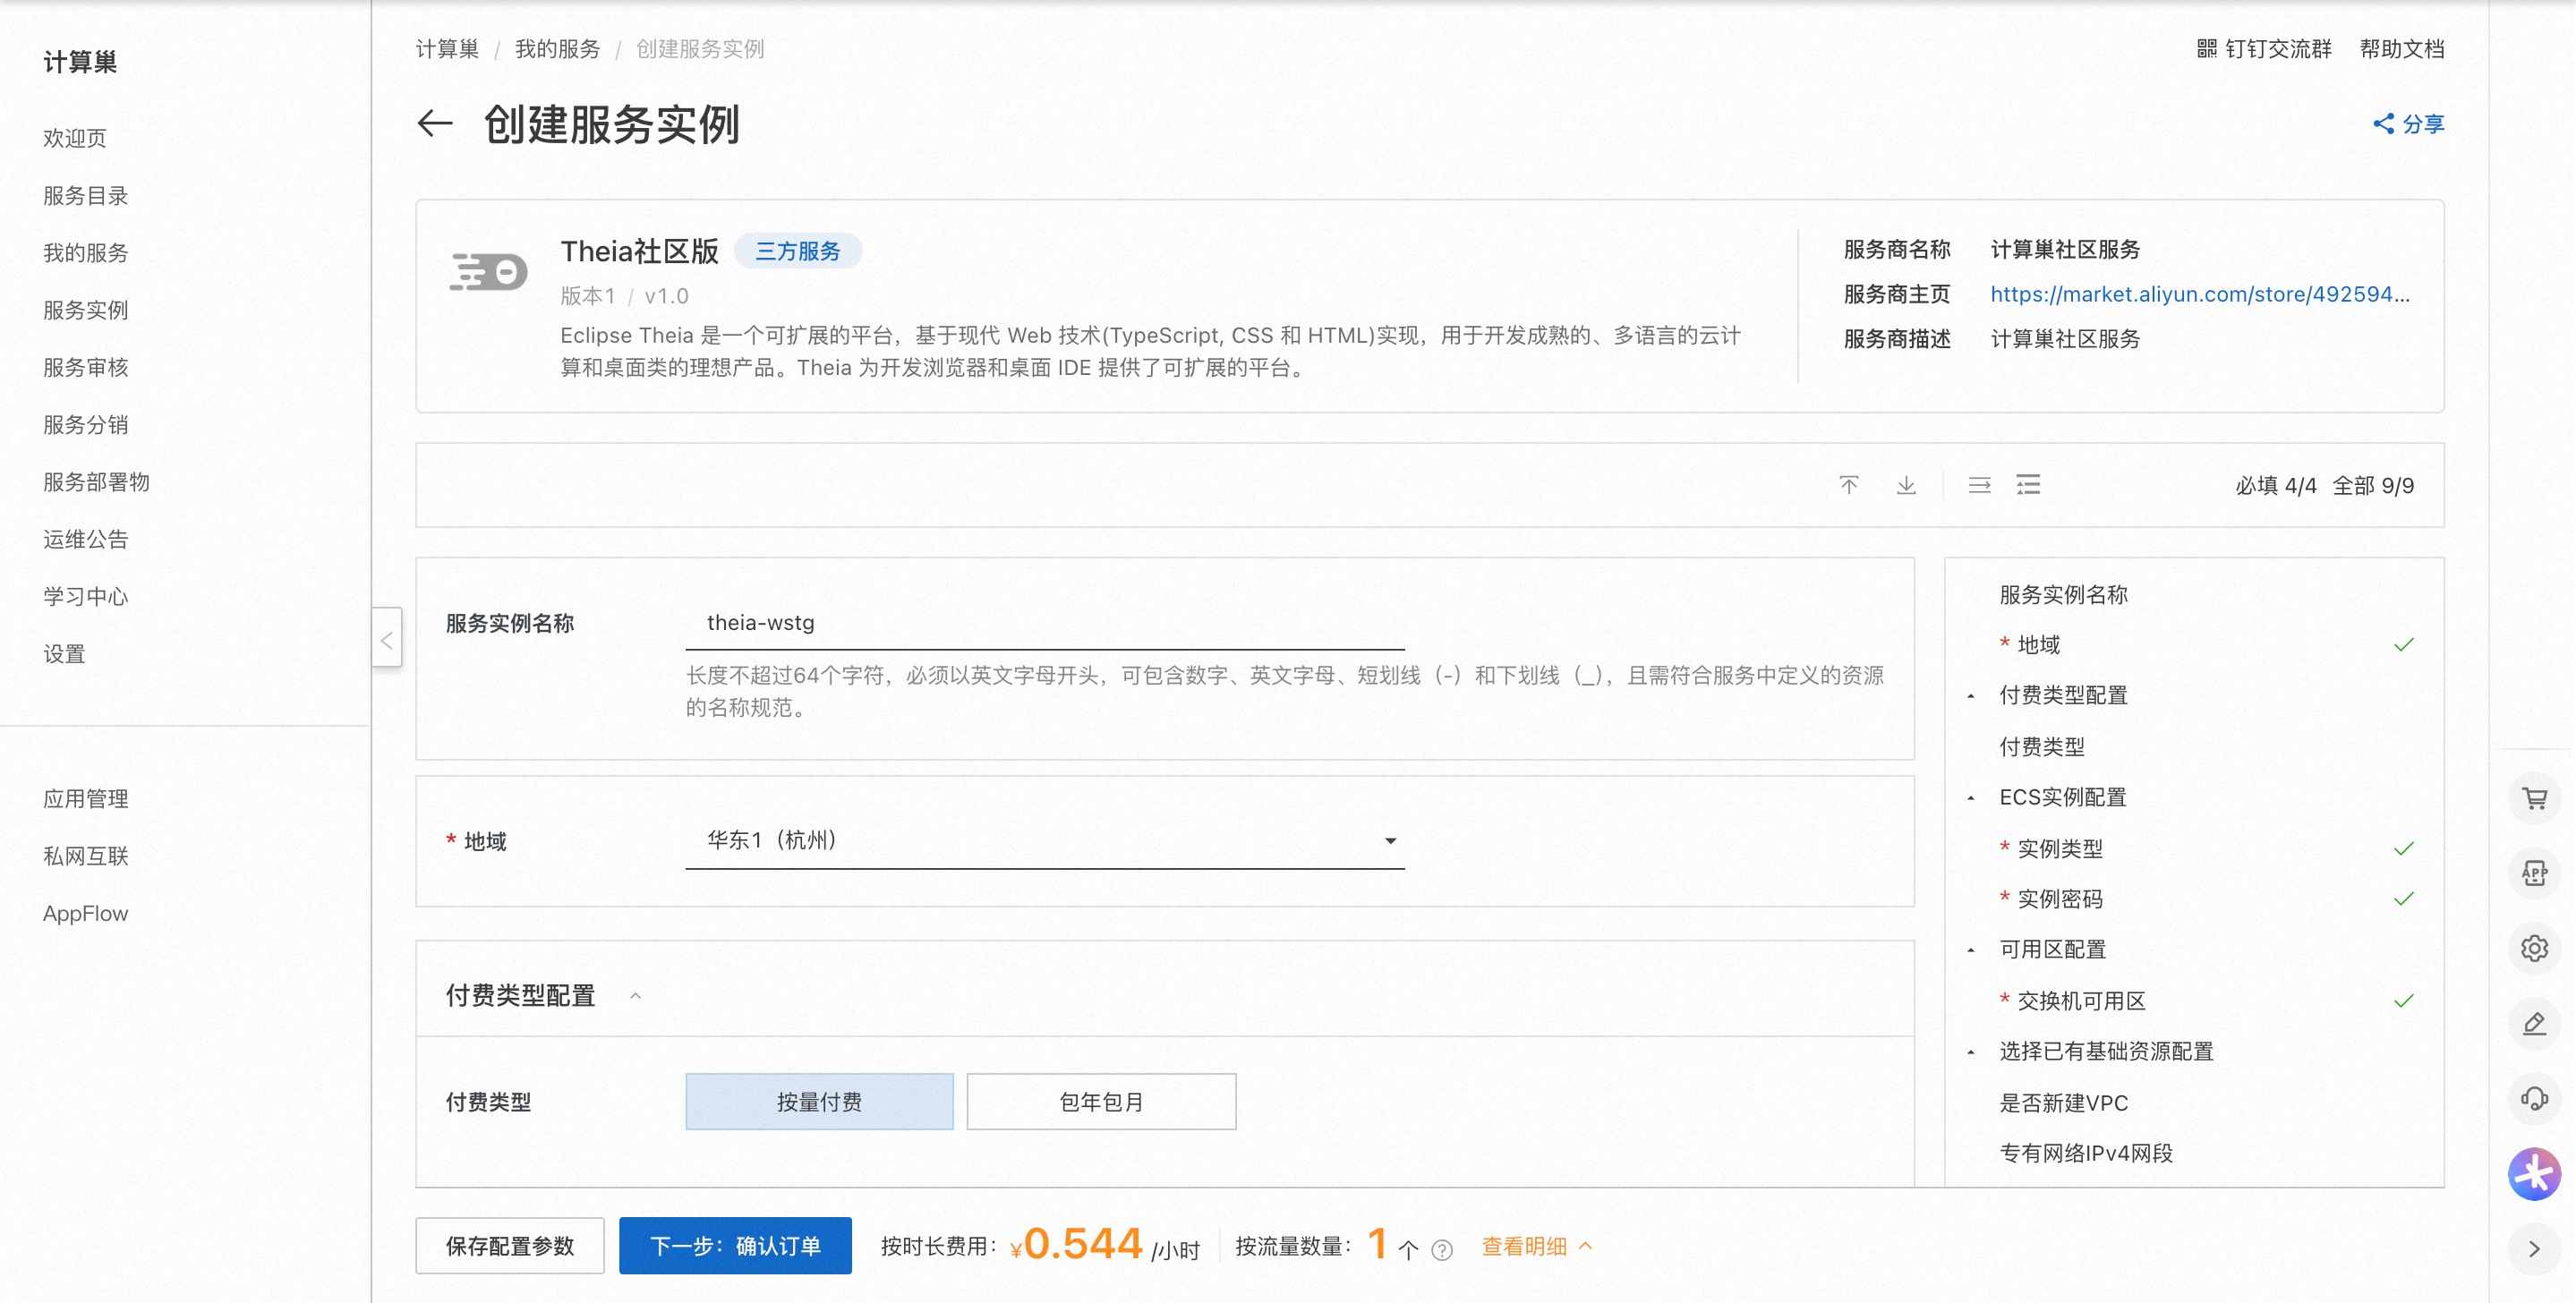 计算巢
欢迎页
服务目录
我的服务
服务实例
服务审核
服务分销
服务部署物
运维公告
学习中心
设置
应用管理
私网互联
AppFlow
计算巢 / 我的服务 / 创建服务实例
钉钉交流群 帮助文档
创建服务实例
分享
Theia社区版 三方服务
版本1 / v1.0
Eclipse Theia 是一个可扩展的平台，基于现代 Web 技术(TypeScript, CSS 和 HTML)实现，用于开发成熟的、多语言的云计
算和桌面类的理想产品。Theia 为开发浏览器和桌面 IDE 提供了可扩展的平台。
服务商名称 计算巢社区服务
服务商主页 https://market.aliyun.com/store/492594...
服务商描述 计算巢社区服务
必填 4/4 全部 9/9
服务实例名称 theia-wstg
长度不超过64个字符，必须以英文字母开头，可包含数字、英文字母、短划线（-）和下划线（_），且需符合服务中定义的资源
的名称规范。
* 地域 华东1（杭州）
付费类型配置
付费类型 按量付费 包年包月
服务实例名称
* 地域
付费类型配置
付费类型
ECS实例配置
* 实例类型
* 实例密码
可用区配置
* 交换机可用区
选择已有基础资源配置
是否新建VPC
专有网络IPv4网段
APP
保存配置参数 下一步：确认订单 按时长费用：¥0.544 /小时 按流量数量：1 个 ? 查看明细